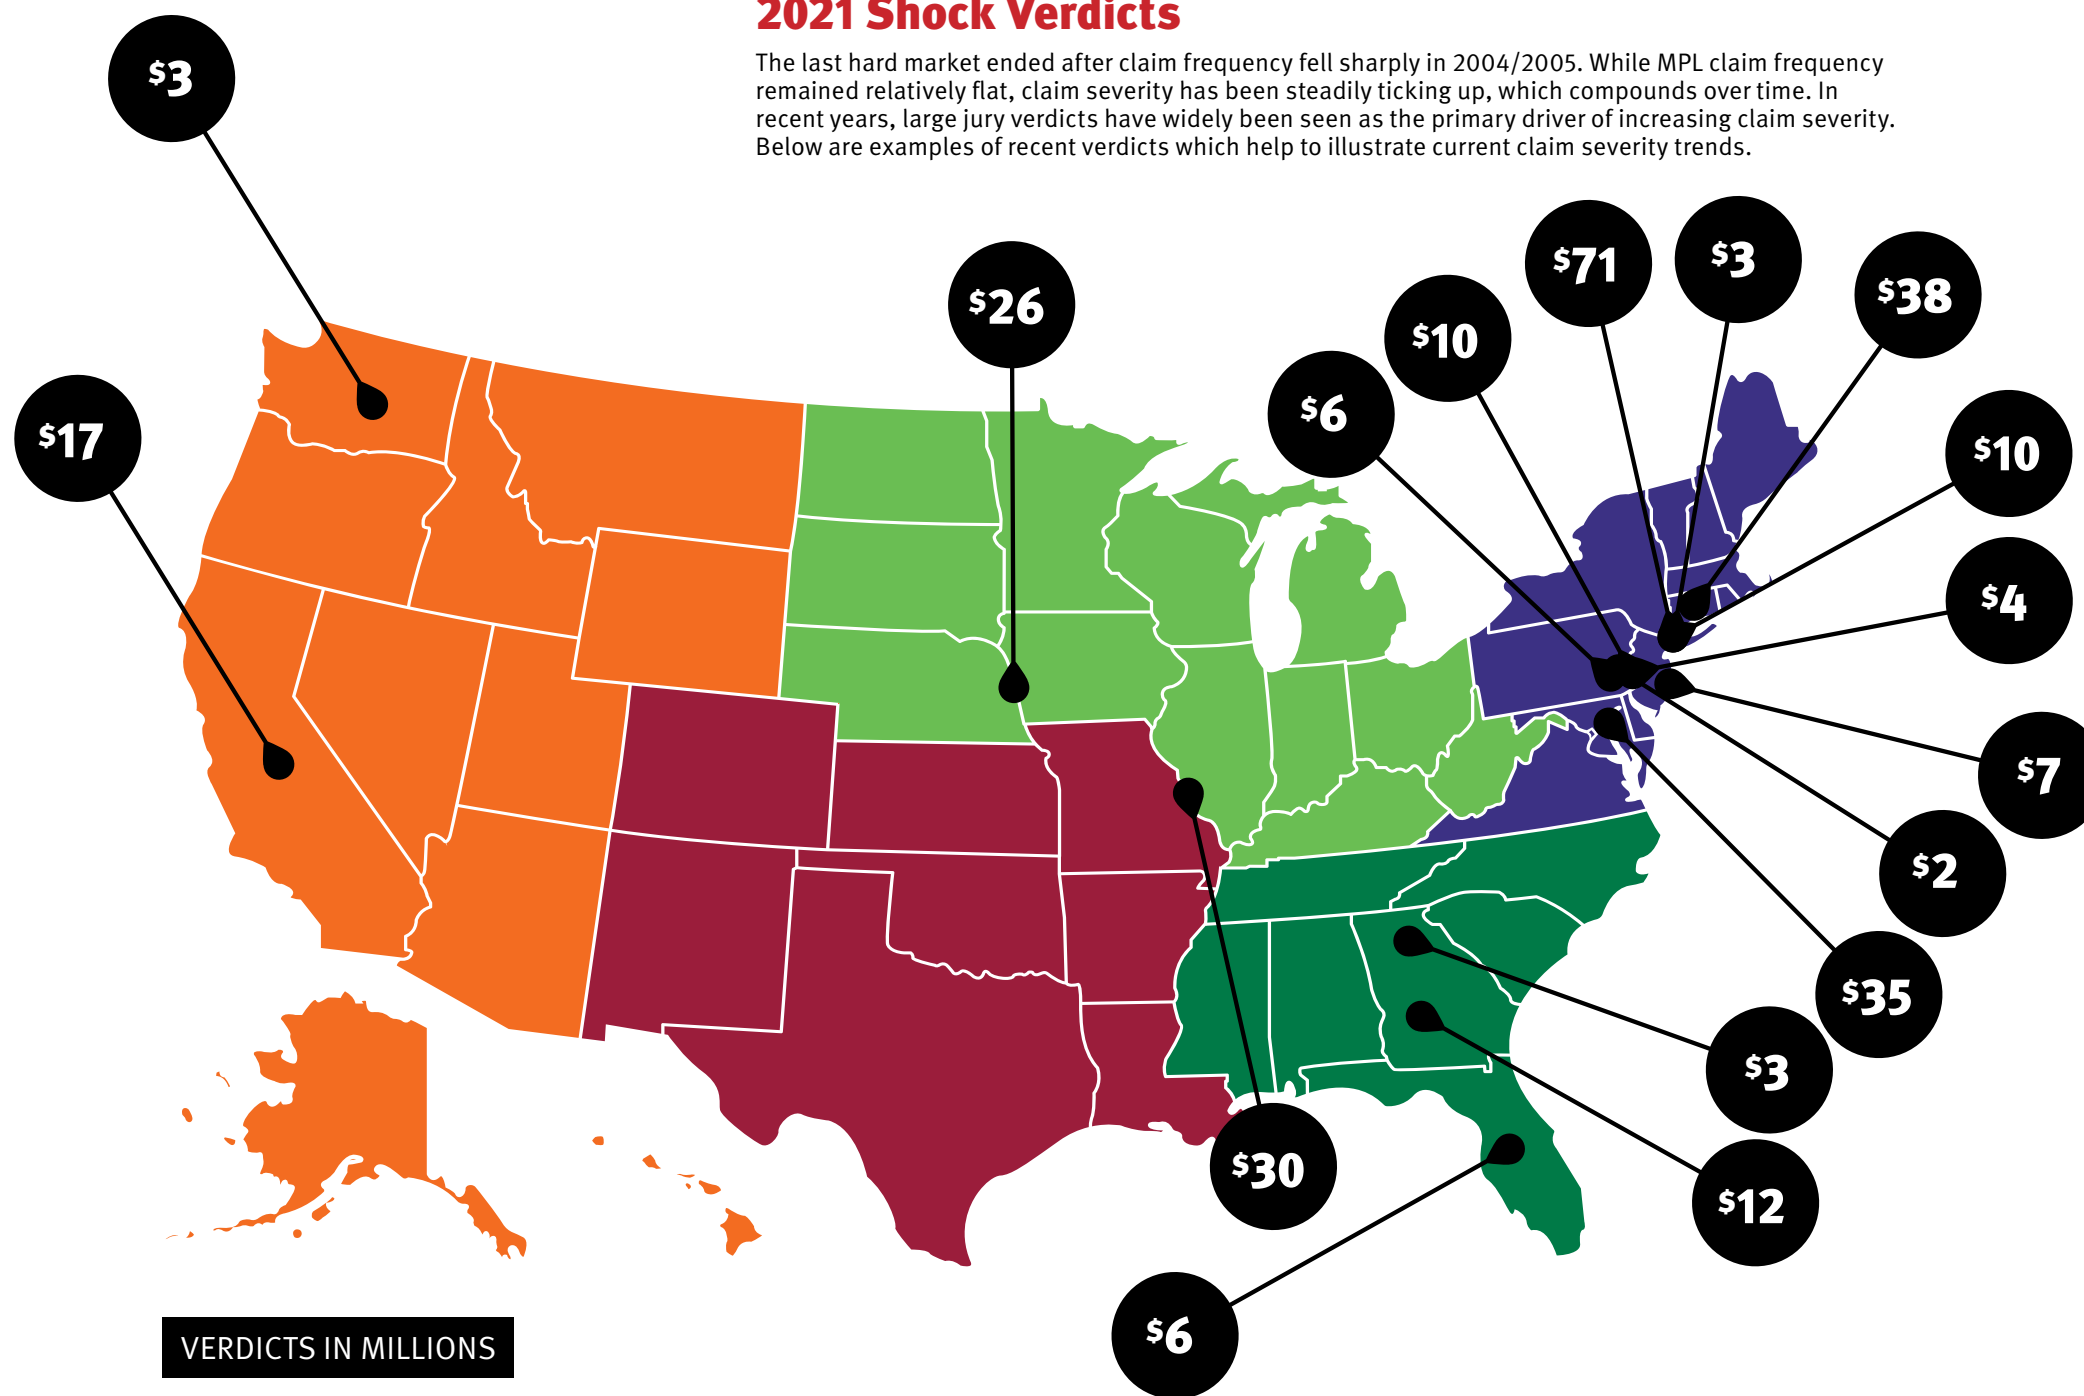 2021 Shock Verdicts
The last hard market ended after claim frequency fell sharply in 2004/2005. While MPL claim frequency
remained relatively flat, claim severity has been steadily ticking up, which compounds over time. In
recent years, large jury verdicts have widely been seen as the primary driver of increasing claim severity.
Below are examples of recent verdicts which help to illustrate current claim severity trends.
$3
$17
$26
$6
$10
$71
$3
$38
$10
$4
$7
$2
$35
$3
$12
$30
$6
VERDICTS IN MILLIONS